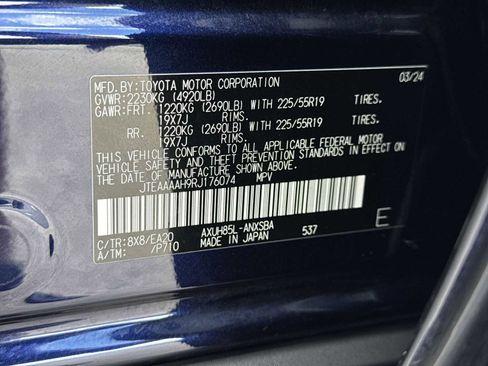 MFD.BY:TOYOTA MOTOR CORPORATION 03/24
GVWR:2230KG (4920LB)
GAWR:FRT. 1220KG (2690LB) WITH 225/55R19 TIRES.
19X7J RIMS.
RR. 1220KG (2690LB) WITH 225/55R19 TIRES.
19X7J RIMS.
THIS VEHICLE CONFORMS TO ALL APPLICABLE FEDERAL MOTOR
VEHICLE SAFETY AND THEFT PREVENTION STANDARDS IN EFFECT ON
THE DATE OF MANUFACTURE SHOWN ABOVE.
JTEAAAAH9RJ176074 MPV
C/TR:8X8/EA20 AXUH85L-ANXSBA E
A/TM: /P710 MADE IN JAPAN 537